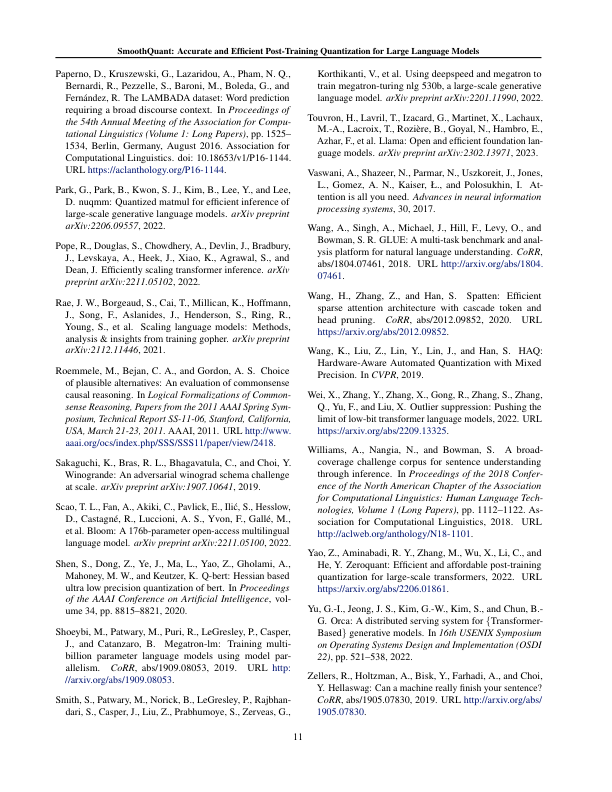 SmoothQuant: Accurate and Efficient Post-Training Quantization for Large Language Models
Paperno, D., Kruszewski, G., Lazaridou, A., Pham, N. Q.,
Bernardi, R., Pezzelle, S., Baroni, M., Boleda, G., and
Fernández, R. The LAMBADA dataset: Word prediction
requiring a broad discourse context. In Proceedings of
the 54th Annual Meeting of the Association for Compu-
tational Linguistics (Volume 1: Long Papers), pp. 1525–
1534, Berlin, Germany, August 2016. Association for
Computational Linguistics. doi: 10.18653/v1/P16-1144.
URL https://aclanthology.org/P16-1144.
Park, G., Park, B., Kwon, S. J., Kim, B., Lee, Y., and Lee,
D. nuqmm: Quantized matmul for efficient inference of
large-scale generative language models. arXiv preprint
arXiv:2206.09557, 2022.
Pope, R., Douglas, S., Chowdhery, A., Devlin, J., Bradbury,
J., Levskaya, A., Heek, J., Xiao, K., Agrawal, S., and
Dean, J. Efficiently scaling transformer inference. arXiv
preprint arXiv:2211.05102, 2022.
Rae, J. W., Borgeaud, S., Cai, T., Millican, K., Hoffmann,
J., Song, F., Aslanides, J., Henderson, S., Ring, R.,
Young, S., et al. Scaling language models: Methods,
analysis & insights from training gopher. arXiv preprint
arXiv:2112.11446, 2021.
Roemmele, M., Bejan, C. A., and Gordon, A. S. Choice
of plausible alternatives: An evaluation of commonsense
causal reasoning. In Logical Formalizations of Common-
sense Reasoning, Papers from the 2011 AAAI Spring Sym-
posium, Technical Report SS-11-06, Stanford, California,
USA, March 21-23, 2011. AAAI, 2011. URL http://www.
aaai.org/ocs/index.php/SSS/SSS11/paper/view/2418.
Sakaguchi, K., Bras, R. L., Bhagavatula, C., and Choi, Y.
Winogrande: An adversarial winograd schema challenge
at scale. arXiv preprint arXiv:1907.10641, 2019.
Scao, T. L., Fan, A., Akiki, C., Pavlick, E., Ilić, S., Hesslow,
D., Castagné, R., Luccioni, A. S., Yvon, F., Gallé, M.,
et al. Bloom: A 176b-parameter open-access multilingual
language model. arXiv preprint arXiv:2211.05100, 2022.
Shen, S., Dong, Z., Ye, J., Ma, L., Yao, Z., Gholami, A.,
Mahoney, M. W., and Keutzer, K. Q-bert: Hessian based
ultra low precision quantization of bert. In Proceedings
of the AAAI Conference on Artificial Intelligence, vol-
ume 34, pp. 8815–8821, 2020.
Shoeybi, M., Patwary, M., Puri, R., LeGresley, P., Casper,
J., and Catanzaro, B. Megatron-lm: Training multi-
billion parameter language models using model par-
allelism. CoRR, abs/1909.08053, 2019. URL http:
//arxiv.org/abs/1909.08053.
Smith, S., Patwary, M., Norick, B., LeGresley, P., Rajbhan-
dari, S., Casper, J., Liu, Z., Prabhumoye, S., Zerveas, G.,
Korthikanti, V., et al. Using deepspeed and megatron to
train megatron-turing nlg 530b, a large-scale generative
language model. arXiv preprint arXiv:2201.11990, 2022.
Touvron, H., Lavril, T., Izacard, G., Martinet, X., Lachaux,
M.-A., Lacroix, T., Rozière, B., Goyal, N., Hambro, E.,
Azhar, F., et al. Llama: Open and efficient foundation lan-
guage models. arXiv preprint arXiv:2302.13971, 2023.
Vaswani, A., Shazeer, N., Parmar, N., Uszkoreit, J., Jones,
L., Gomez, A. N., Kaiser, Ł., and Polosukhin, I. At-
tention is all you need. Advances in neural information
processing systems, 30, 2017.
Wang, A., Singh, A., Michael, J., Hill, F., Levy, O., and
Bowman, S. R. GLUE: A multi-task benchmark and anal-
ysis platform for natural language understanding. CoRR,
abs/1804.07461, 2018. URL http://arxiv.org/abs/1804.
07461.
Wang, H., Zhang, Z., and Han, S. Spatten: Efficient
sparse attention architecture with cascade token and
head pruning. CoRR, abs/2012.09852, 2020. URL
https://arxiv.org/abs/2012.09852.
Wang, K., Liu, Z., Lin, Y., Lin, J., and Han, S. HAQ:
Hardware-Aware Automated Quantization with Mixed
Precision. In CVPR, 2019.
Wei, X., Zhang, Y., Zhang, X., Gong, R., Zhang, S., Zhang,
Q., Yu, F., and Liu, X. Outlier suppression: Pushing the
limit of low-bit transformer language models, 2022. URL
https://arxiv.org/abs/2209.13325.
Williams, A., Nangia, N., and Bowman, S. A broad-
coverage challenge corpus for sentence understanding
through inference. In Proceedings of the 2018 Confer-
ence of the North American Chapter of the Association
for Computational Linguistics: Human Language Tech-
nologies, Volume 1 (Long Papers), pp. 1112–1122. As-
sociation for Computational Linguistics, 2018. URL
http://aclweb.org/anthology/N18-1101.
Yao, Z., Aminabadi, R. Y., Zhang, M., Wu, X., Li, C., and
He, Y. Zeroquant: Efficient and affordable post-training
quantization for large-scale transformers, 2022. URL
https://arxiv.org/abs/2206.01861.
Yu, G.-I., Jeong, J. S., Kim, G.-W., Kim, S., and Chun, B.-
G. Orca: A distributed serving system for {Transformer-
Based} generative models. In 16th USENIX Symposium
on Operating Systems Design and Implementation (OSDI
22), pp. 521–538, 2022.
Zellers, R., Holtzman, A., Bisk, Y., Farhadi, A., and Choi,
Y. Hellaswag: Can a machine really finish your sentence?
CoRR, abs/1905.07830, 2019. URL http://arxiv.org/abs/
1905.07830.
11